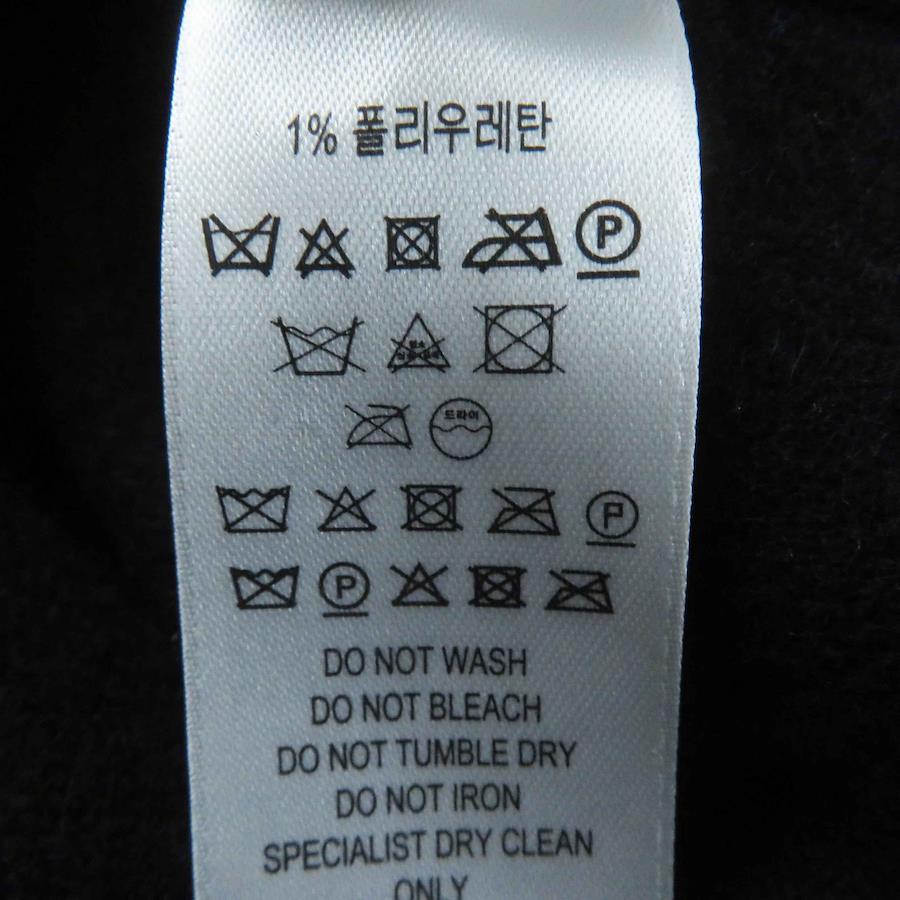 1% 폴리우레탄
P
드라이
P
P
DO NOT WASH
DO NOT BLEACH
DO NOT TUMBLE DRY
DO NOT IRON
SPECIALIST DRY CLEAN
ONLY